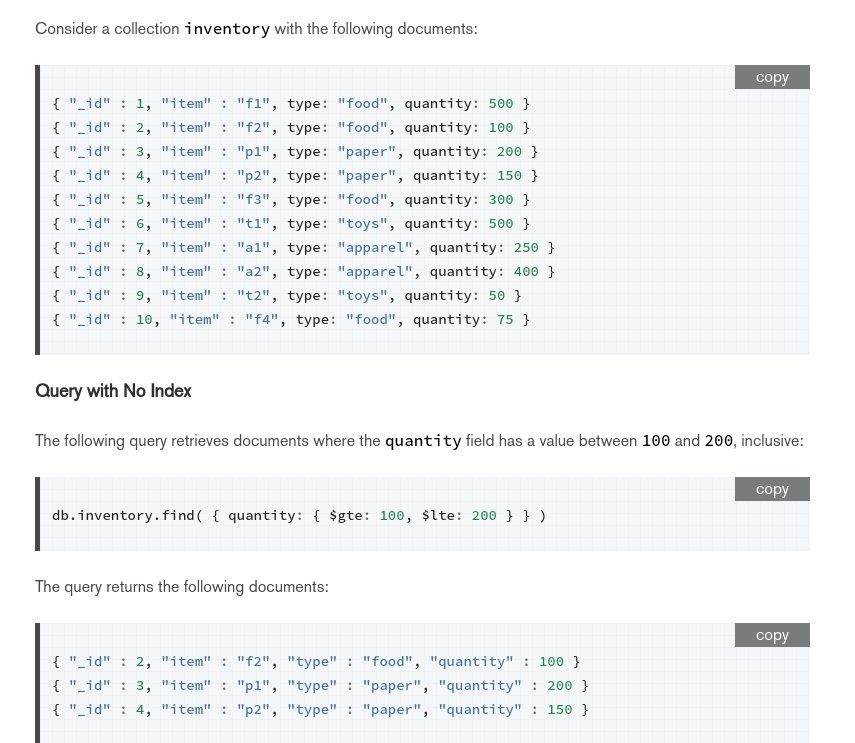 Consider a collection inventory with the following documents:
copy
{ "_id" : 1, "item" : "f1", type: "food", quantity: 500 }
{ "_id" : 2, "item" : "f2", type: "food", quantity: 100 }
{ "_id" : 3, "item" : "p1", type: "paper", quantity: 200 }
{ "_id" : 4, "item" : "p2", type: "paper", quantity: 150 }
{ "_id" : 5, "item" : "f3", type: "food", quantity: 300 }
{ "_id" : 6, "item" : "t1", type: "toys", quantity: 500 }
{ "_id" : 7, "item" : "a1", type: "apparel", quantity: 250 }
{ "_id" : 8, "item" : "a2", type: "apparel", quantity: 400 }
{ "_id" : 9, "item" : "t2", type: "toys", quantity: 50 }
{ "_id" : 10, "item" : "f4", type: "food", quantity: 75 }
Query with No Index
The following query retrieves documents where the quantity field has a value between 100 and 200, inclusive:
copy
db.inventory.find( { quantity: { $gte: 100, $lte: 200 } } )
The query returns the following documents:
copy
{ "_id" : 2, "item" : "f2", "type" : "food", "quantity" : 100 }
{ "_id" : 3, "item" : "p1", "type" : "paper", "quantity" : 200 }
{ "_id" : 4, "item" : "p2", "type" : "paper", "quantity" : 150 }